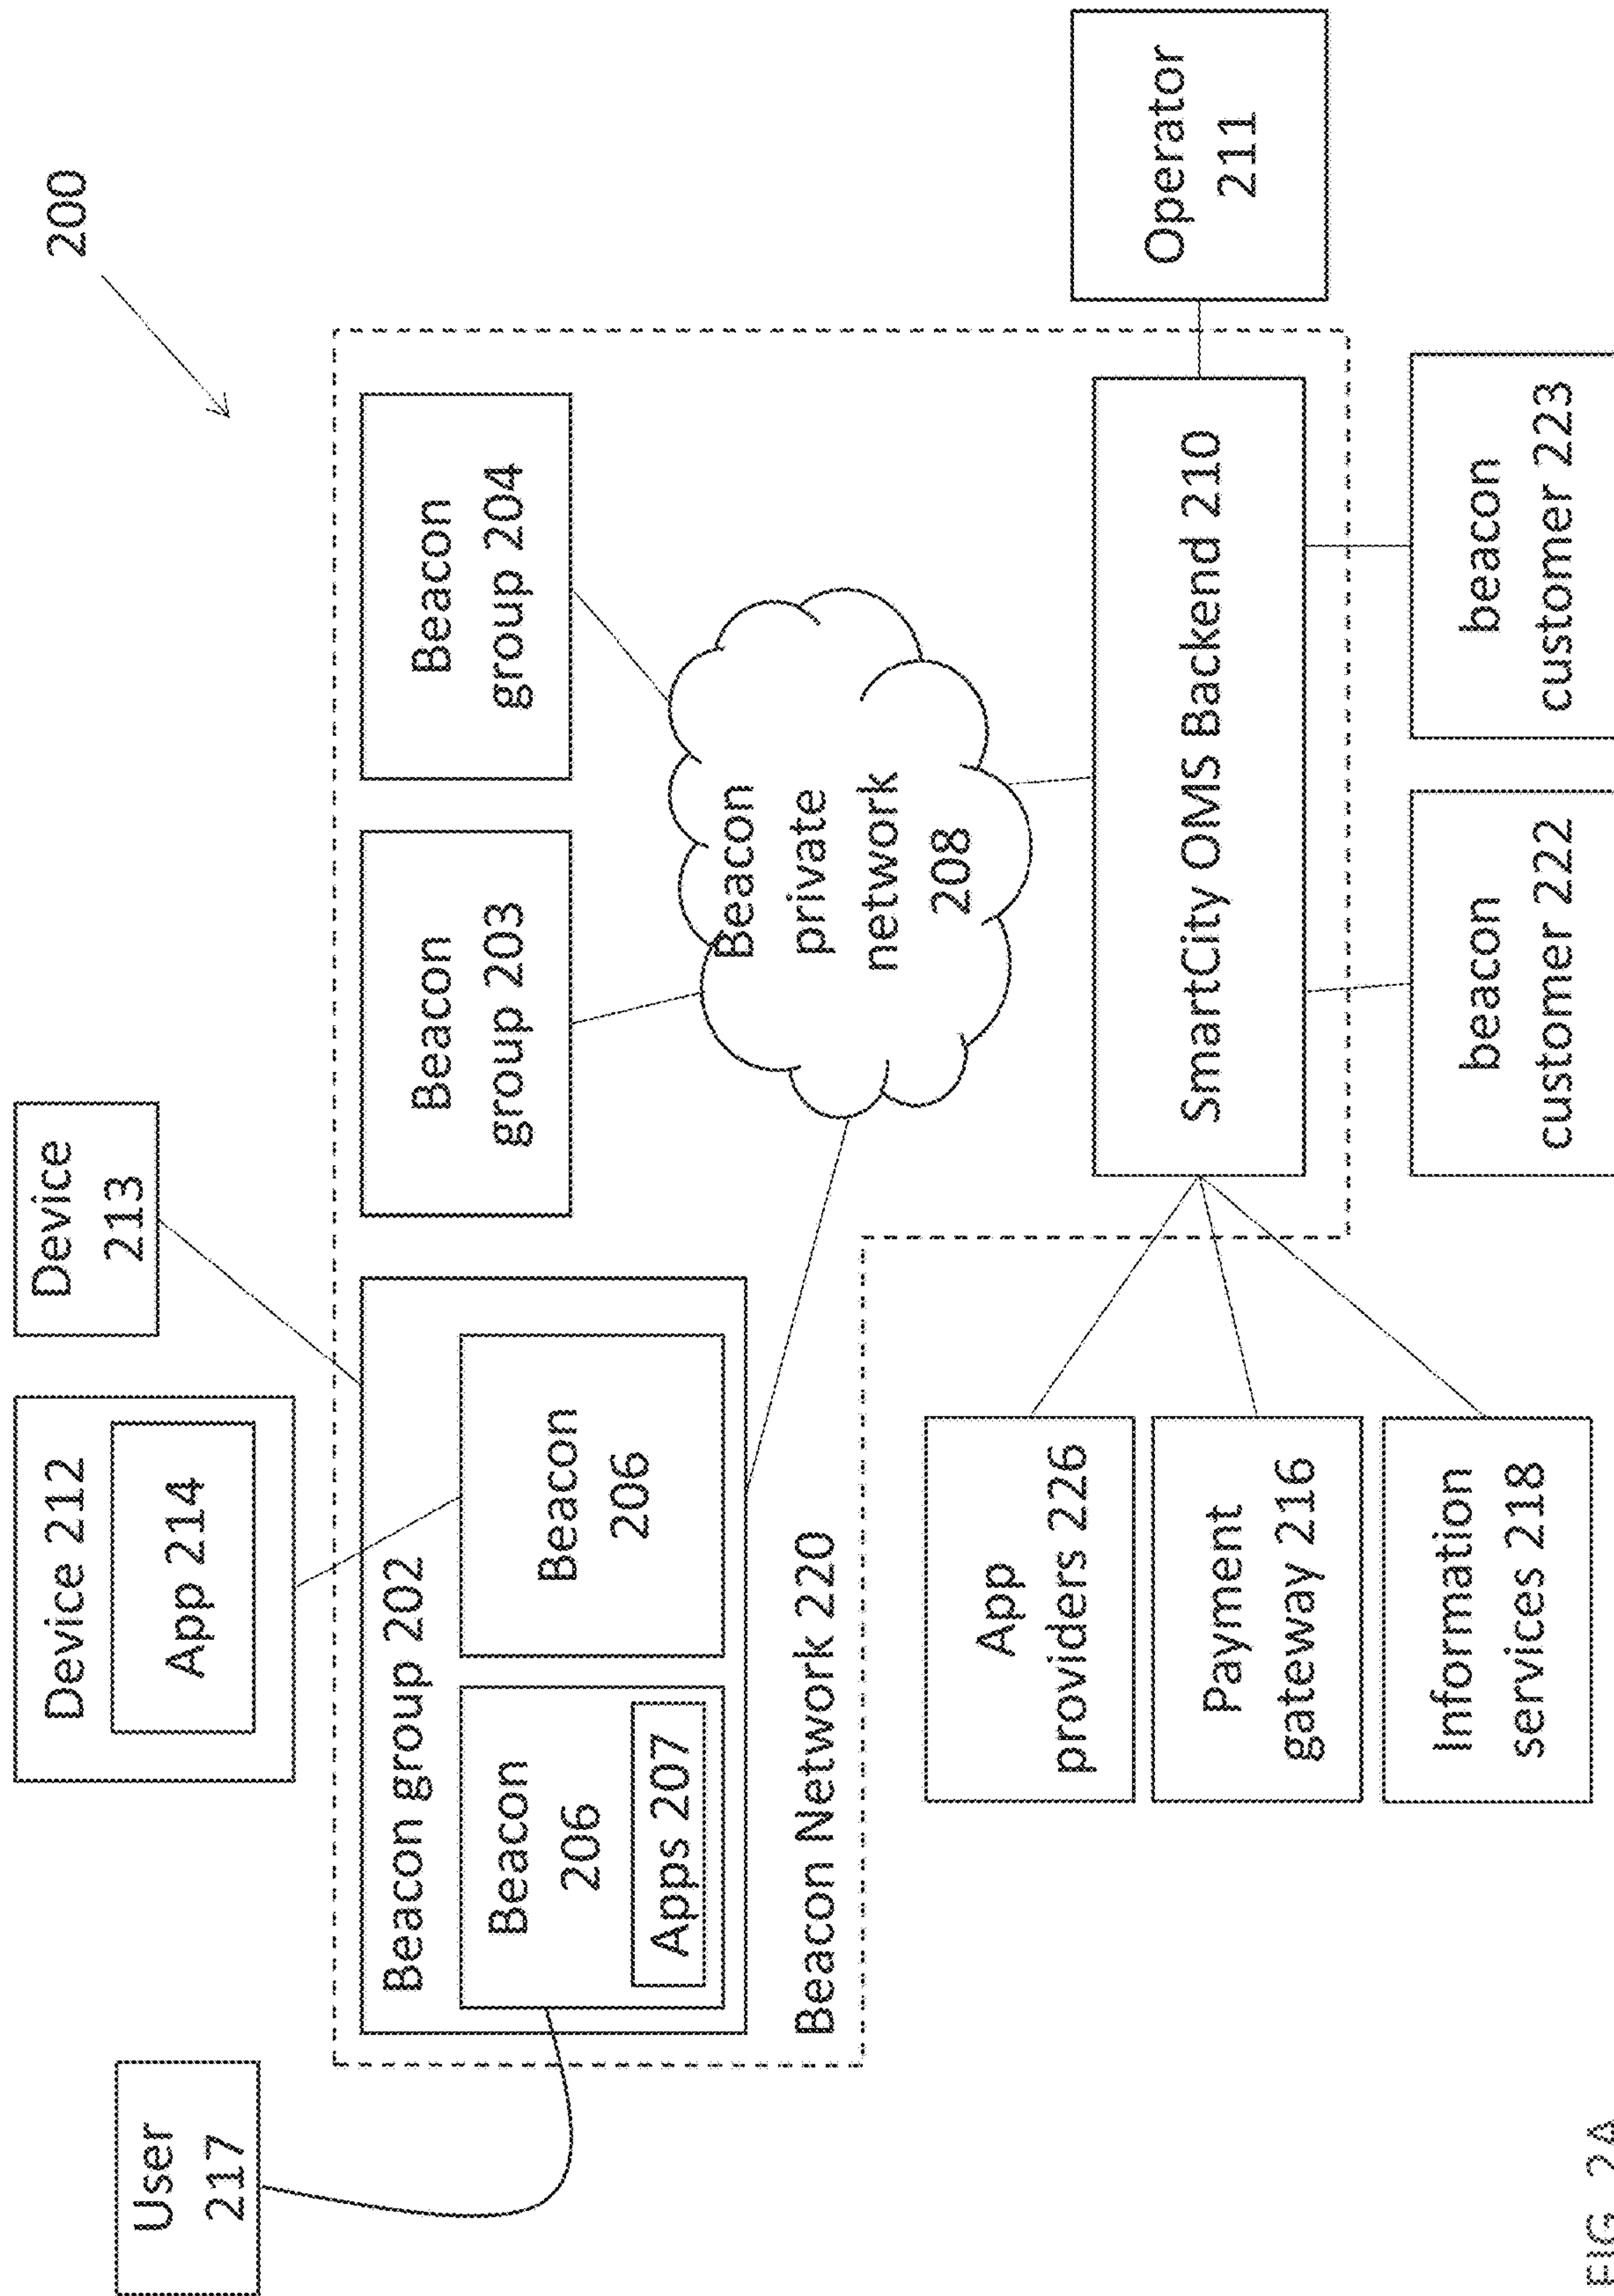 200
Device
213
Device 212
App 214
User
217
Beacon group 202
Beacon
206
Apps 207
Beacon
206
Beacon
group 203
Beacon
group 204
Beacon
private
network
208
Beacon Network 220
SmartCity OMS Backend 210
Operator
211
App
providers 226
Payment
gateway 216
Information
services 218
beacon
customer 222
beacon
customer 223
FIG. 2A